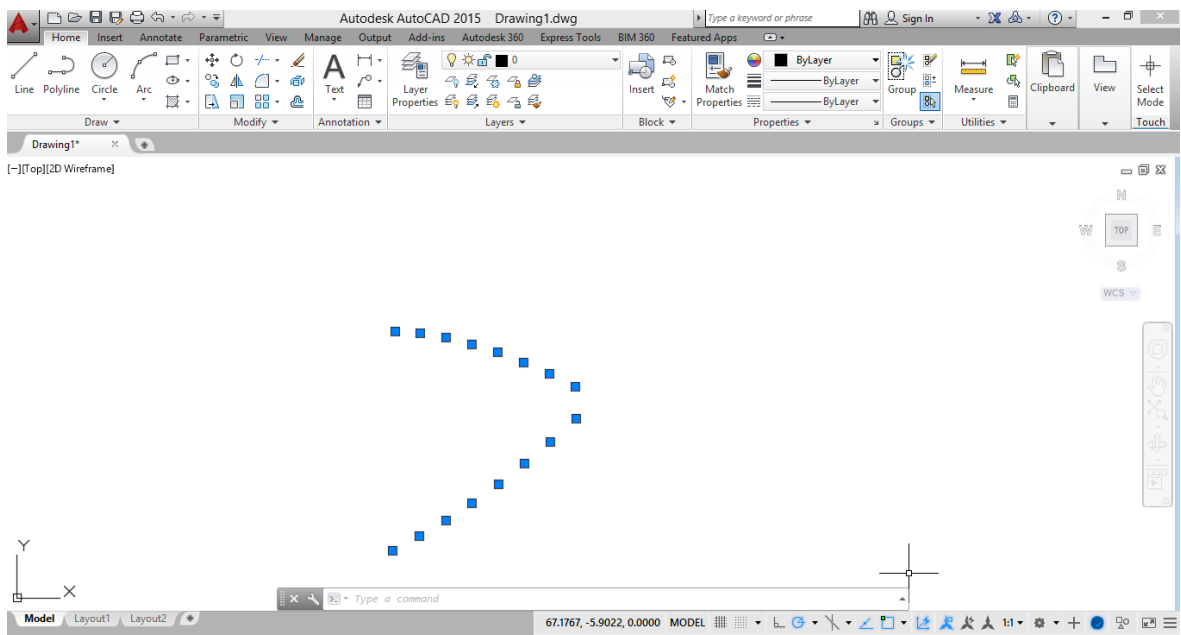 Autodesk AutoCAD 2015 Drawing1.dwg
Type a keyword or phrase
Sign In
Home Insert Annotate Parametric View Manage Output Add-ins Autodesk 360 Express Tools BIM 360 Featured Apps
Line Polyline Circle Arc
Text
Layer Properties
0
Insert
Match Properties
ByLayer
ByLayer
ByLayer
Group
Measure
Clipboard
View
Select Mode
Draw Modify Annotation Layers Block Properties Groups Utilities Touch
Drawing1*
[−][Top][2D Wireframe]
N
W TOP E
S
WCS
Y
X
Type a command
Model Layout1 Layout2
67.1767, -5.9022, 0.0000 MODEL 1:1